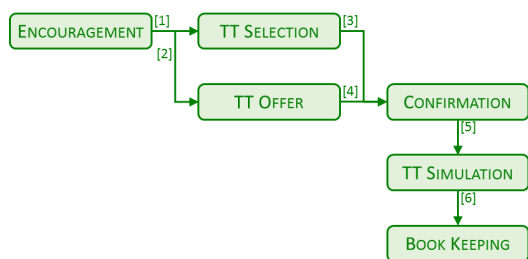 ENCOURAGEMENT [1] TT SELECTION [3]
[2]
TT OFFER [4] CONFIRMATION
[5]
TT SIMULATION
[6]
BOOK KEEPING